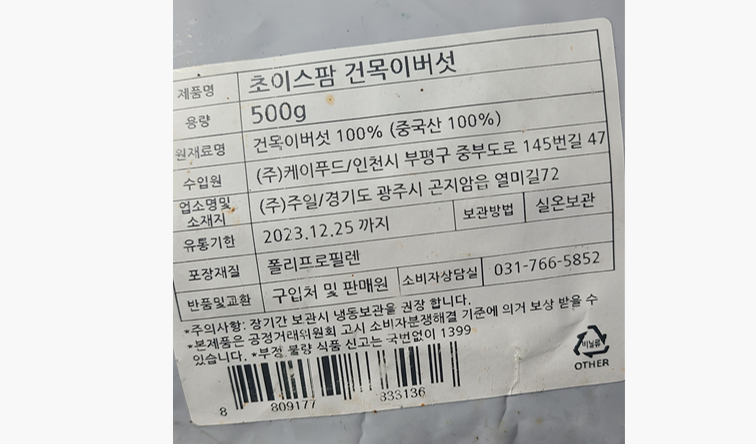 제품명 초이스팜 건목이버섯
용량 500g
원재료명 건목이버섯 100% (중국산 100%)
수입원 (주)케이푸드/인천시 부평구 중부도로 145번길 47
업소명및 소재지 (주)주일/경기도 광주시 곤지암읍 열미길72
유통기한 2023.12.25 까지 보관방법 실온보관
포장재질 폴리프로필렌
반품및교환 구입처 및 판매원 소비자상담실 031-766-5852
*주의사항: 장기간 보관시 냉동보관을 권장 합니다.
*본제품은 공정거래위원회 고시 소비자분쟁해결 기준에 의거 보상 받을 수
있습니다. *부정 불량 식품 신고는 국번없이 1399
비닐류
OTHER
8 809177 833136